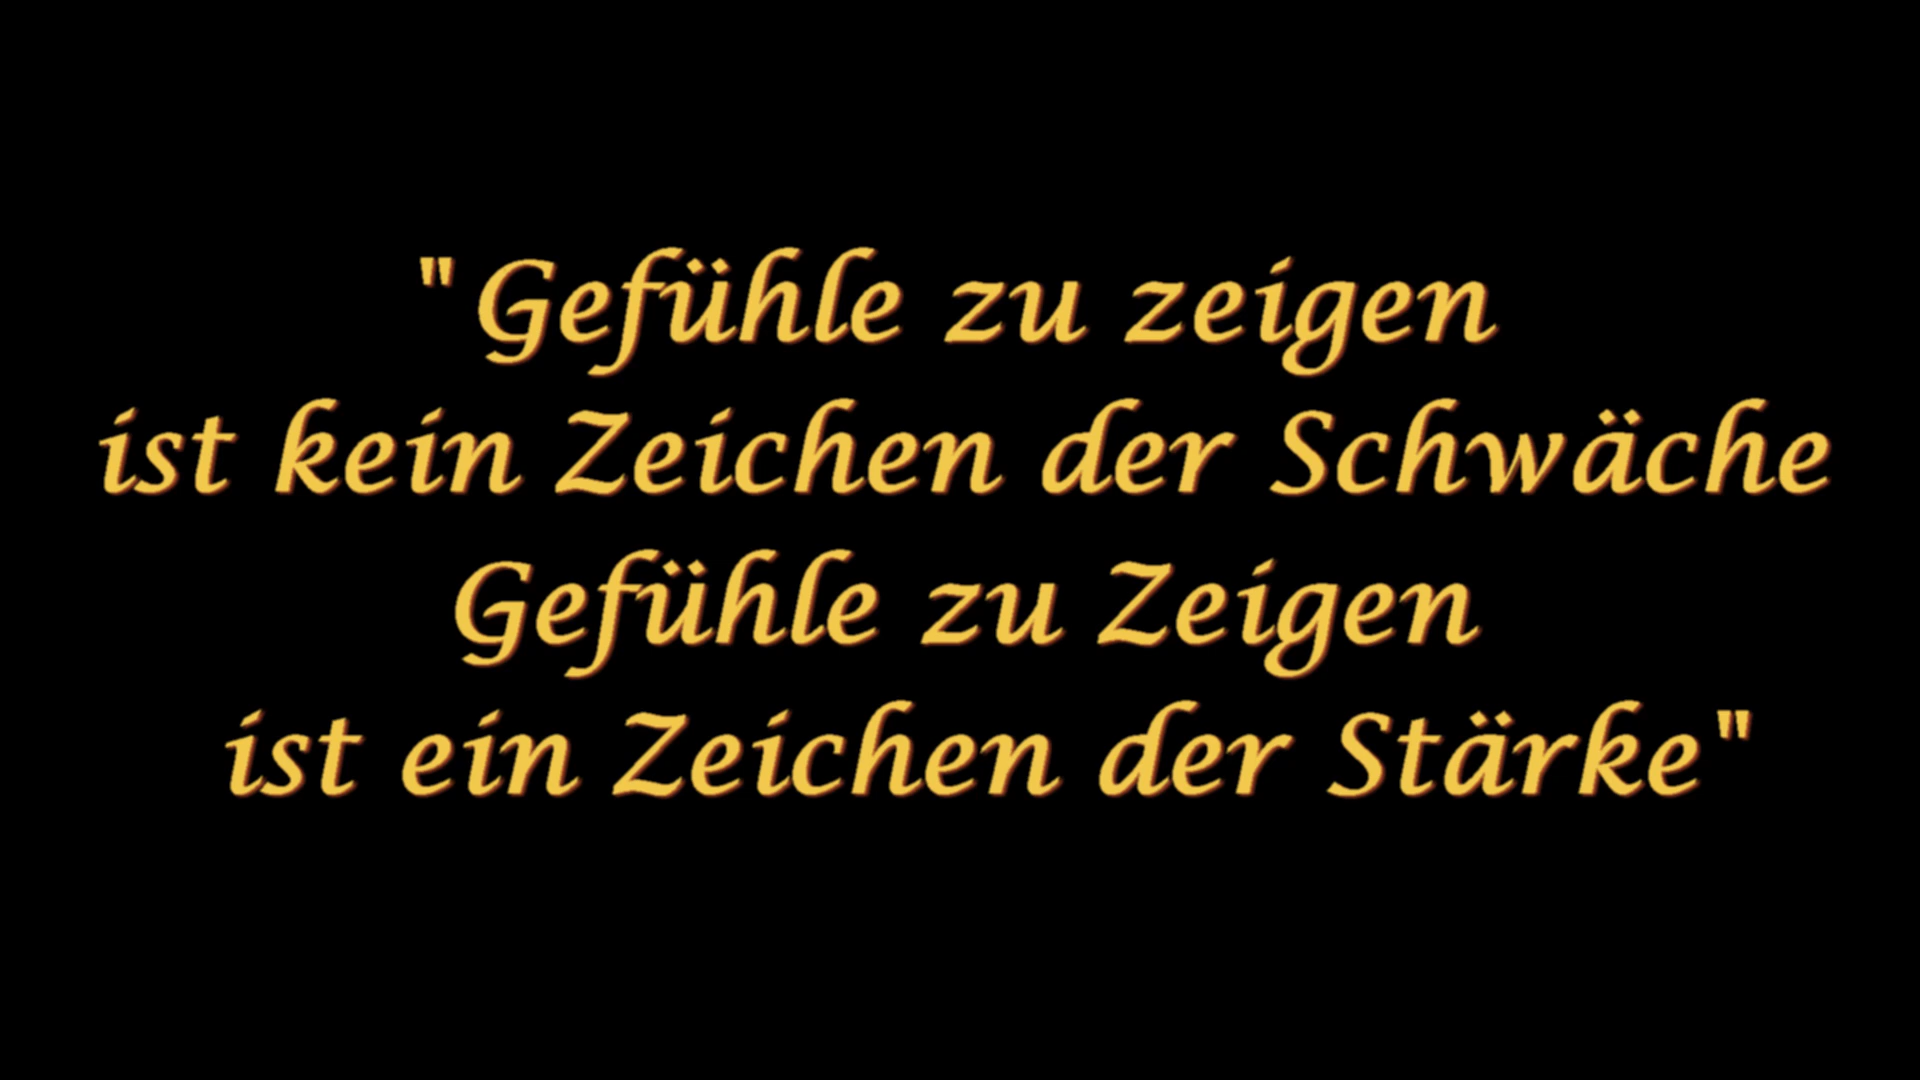 "Gefühle zu zeigen
ist kein Zeichen der Schwäche
Gefühle zu Zeigen
ist ein Zeichen der Stärke"